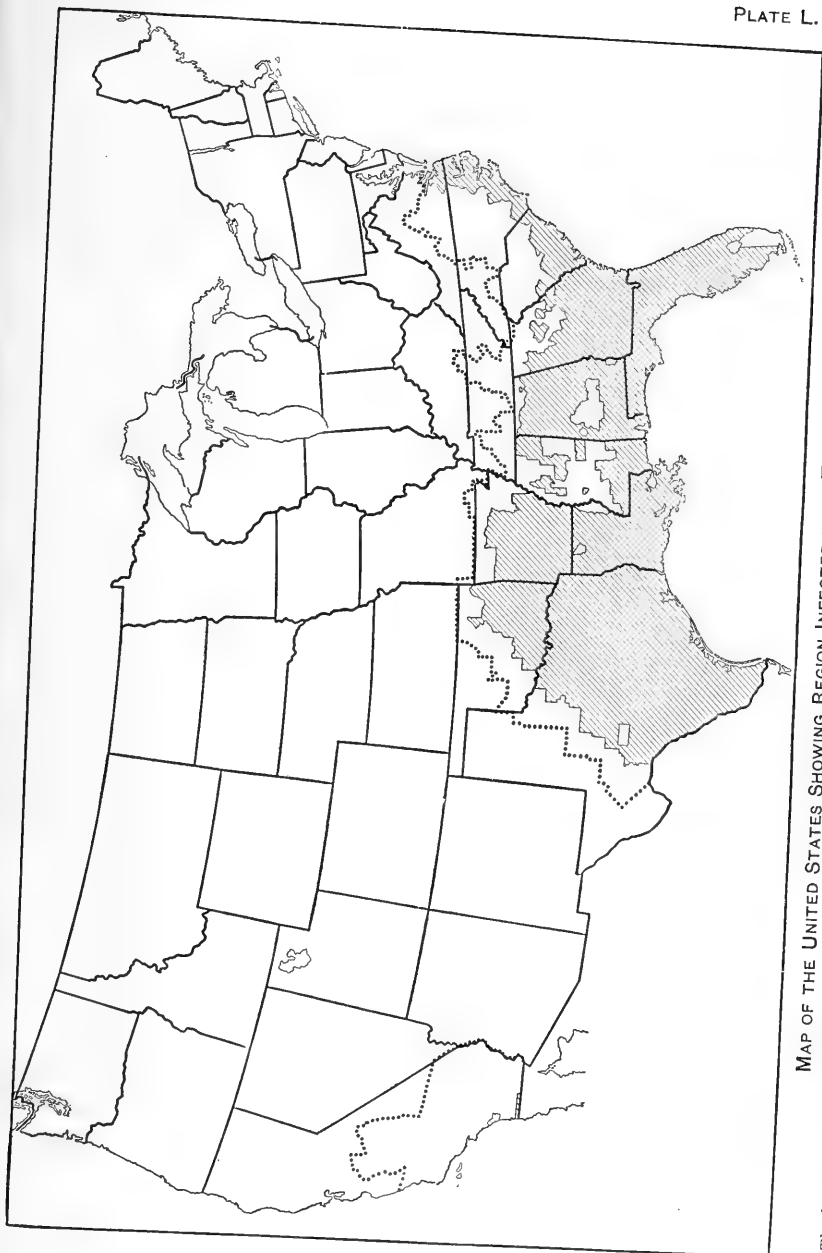 PLATE L.
MAP OF THE UNITED STATES SHOWING REGION INFESTED